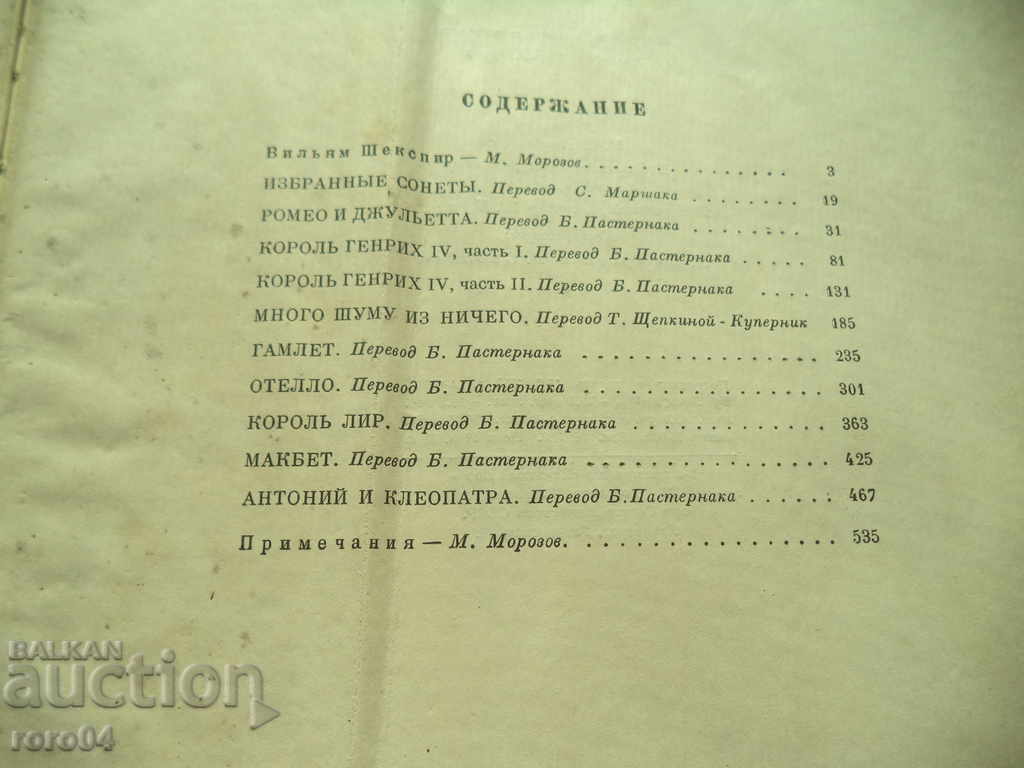 СОДЕРЖАНИЕ
Вильям Шекспир — М. Морозов. . . . . . . . . . . . . . . 3
ИЗБРАННЫЕ СОНЕТЫ. Перевод С. Маршака . . . . . . . . 19
РОМЕО И ДЖУЛЬЕТТА. Перевод Б. Пастернака . . . . . . . 31
КОРОЛЬ ГЕНРИХ IV, часть I. Перевод Б. Пастернака . . . . . 81
КОРОЛЬ ГЕНРИХ IV, часть II. Перевод Б. Пастернака . . . . 131
МНОГО ШУМУ ИЗ НИЧЕГО. Перевод Т. Щепкиной-Куперник 185
ГАМЛЕТ. Перевод Б. Пастернака . . . . . . . . . . . . . . . 235
ОТЕЛЛО. Перевод Б. Пастернака . . . . . . . . . . . . . . . 301
КОРОЛЬ ЛИР. Перевод Б. Пастернака . . . . . . . . . . . . 363
МАКБЕТ. Перевод Б. Пастернака . . . . . . . . . . . . . . . 425
АНТОНИЙ И КЛЕОПАТРА. Перевод Б. Пастернака . . . . . . 467
Примечания — М. Морозов. . . . . . . . . . . . . . . . . 535
BALKAN
auction
roro04